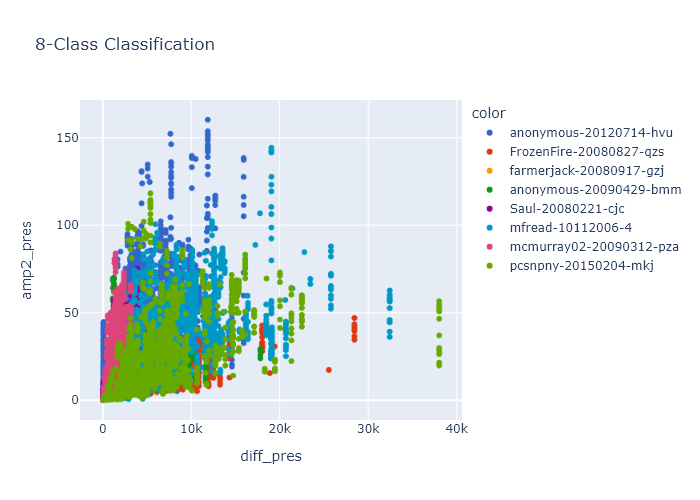 8-Class Classification
color
anonymous-20120714-hvu
FrozenFire-20080827-qzs
farmerjack-20080917-gzj
anonymous-20090429-bmm
Saul-20080221-cjc
mfread-10112006-4
mcmurray02-20090312-pza
pcsnpny-20150204-mkj
amp2_pres
150
100
50
0
0
10k
20k
30k
40k
diff_pres